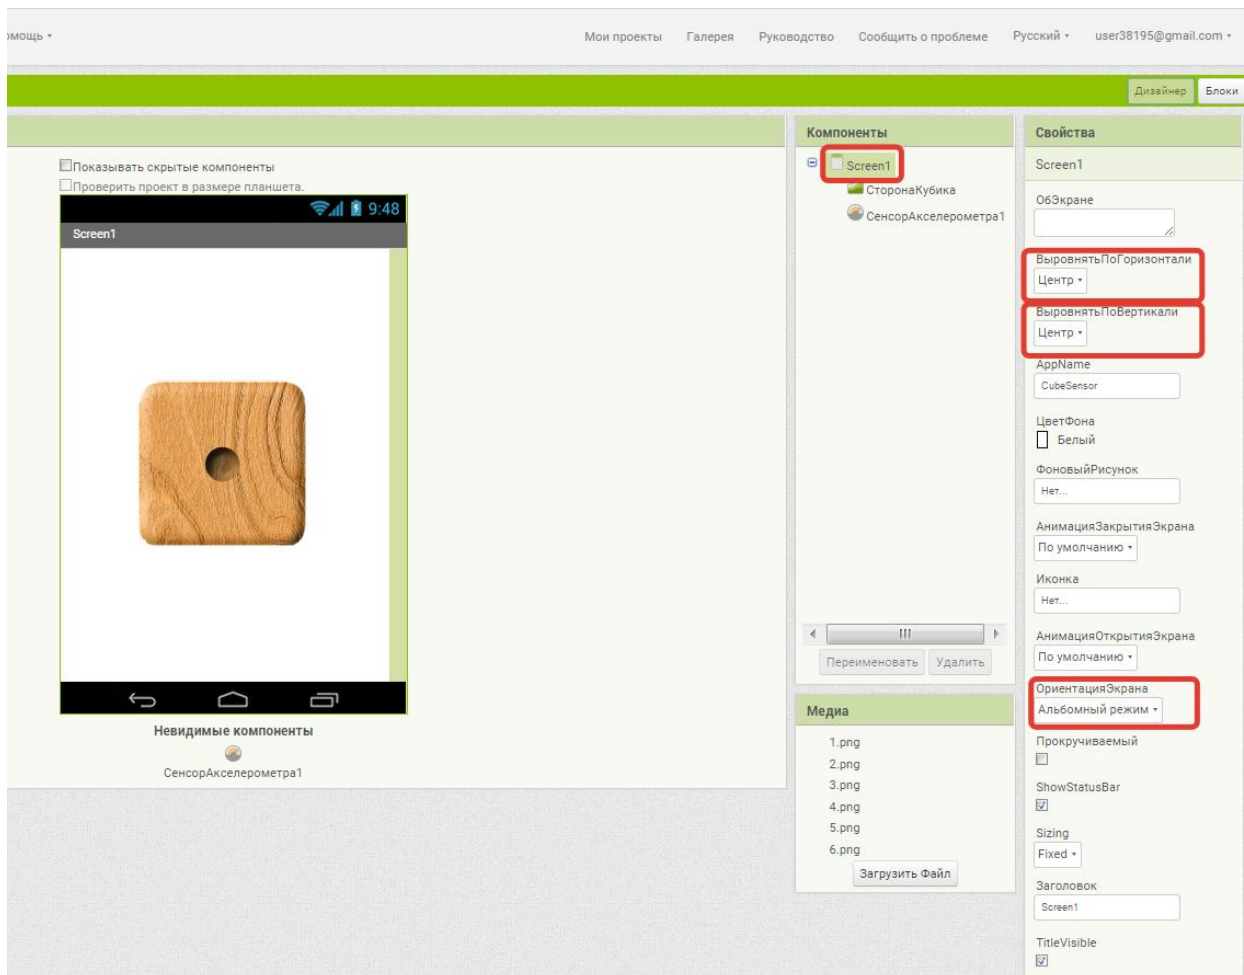 омощь
Мои проекты Галерея Руководство Сообщить о проблеме Русский user38195@gmail.com
Дизайнер Блоки
Показывать скрытые компоненты
Проверить проект в размере планшета.
9:48
Screen1
Невидимые компоненты
СенсорАкселерометра1
Компоненты
Screen1
СторонаКубика
СенсорАкселерометра1
Переименовать Удалить
Медиа
1.png
2.png
3.png
4.png
5.png
6.png
Загрузить Файл
Свойства
Screen1
ОбЭкране
ВыровнятьПоГоризонтали
Центр
ВыровнятьПоВертикали
Центр
AppName
CubeSensor
ЦветФона
Белый
ФоновыйРисунок
Нет...
АнимацияЗакрытияЭкрана
По умолчанию
Иконка
Нет...
АнимацияОткрытияЭкрана
По умолчанию
ОриентацияЭкрана
Альбомный режим
Прокручиваемый
ShowStatusBar
Sizing
Fixed
Заголовок
Screen1
TitleVisible